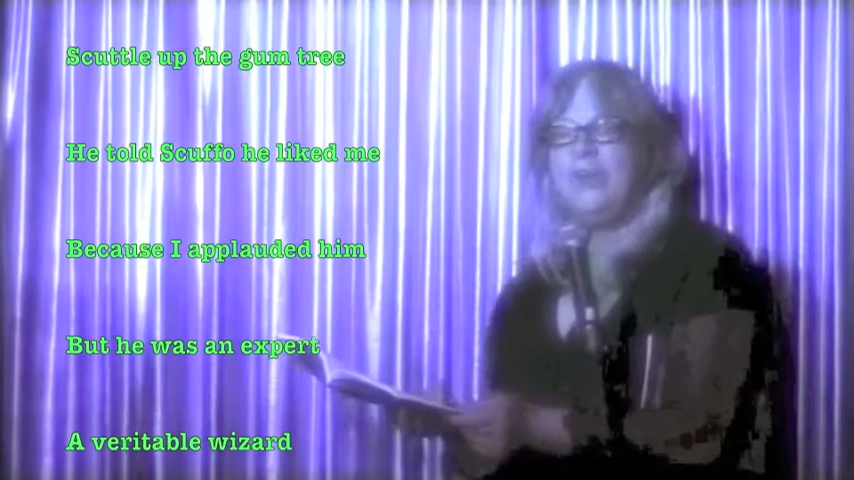 Scuttle up the gum tree
He told Scuffo he liked me
Because I applauded him
But he was an expert
A veritable wizard